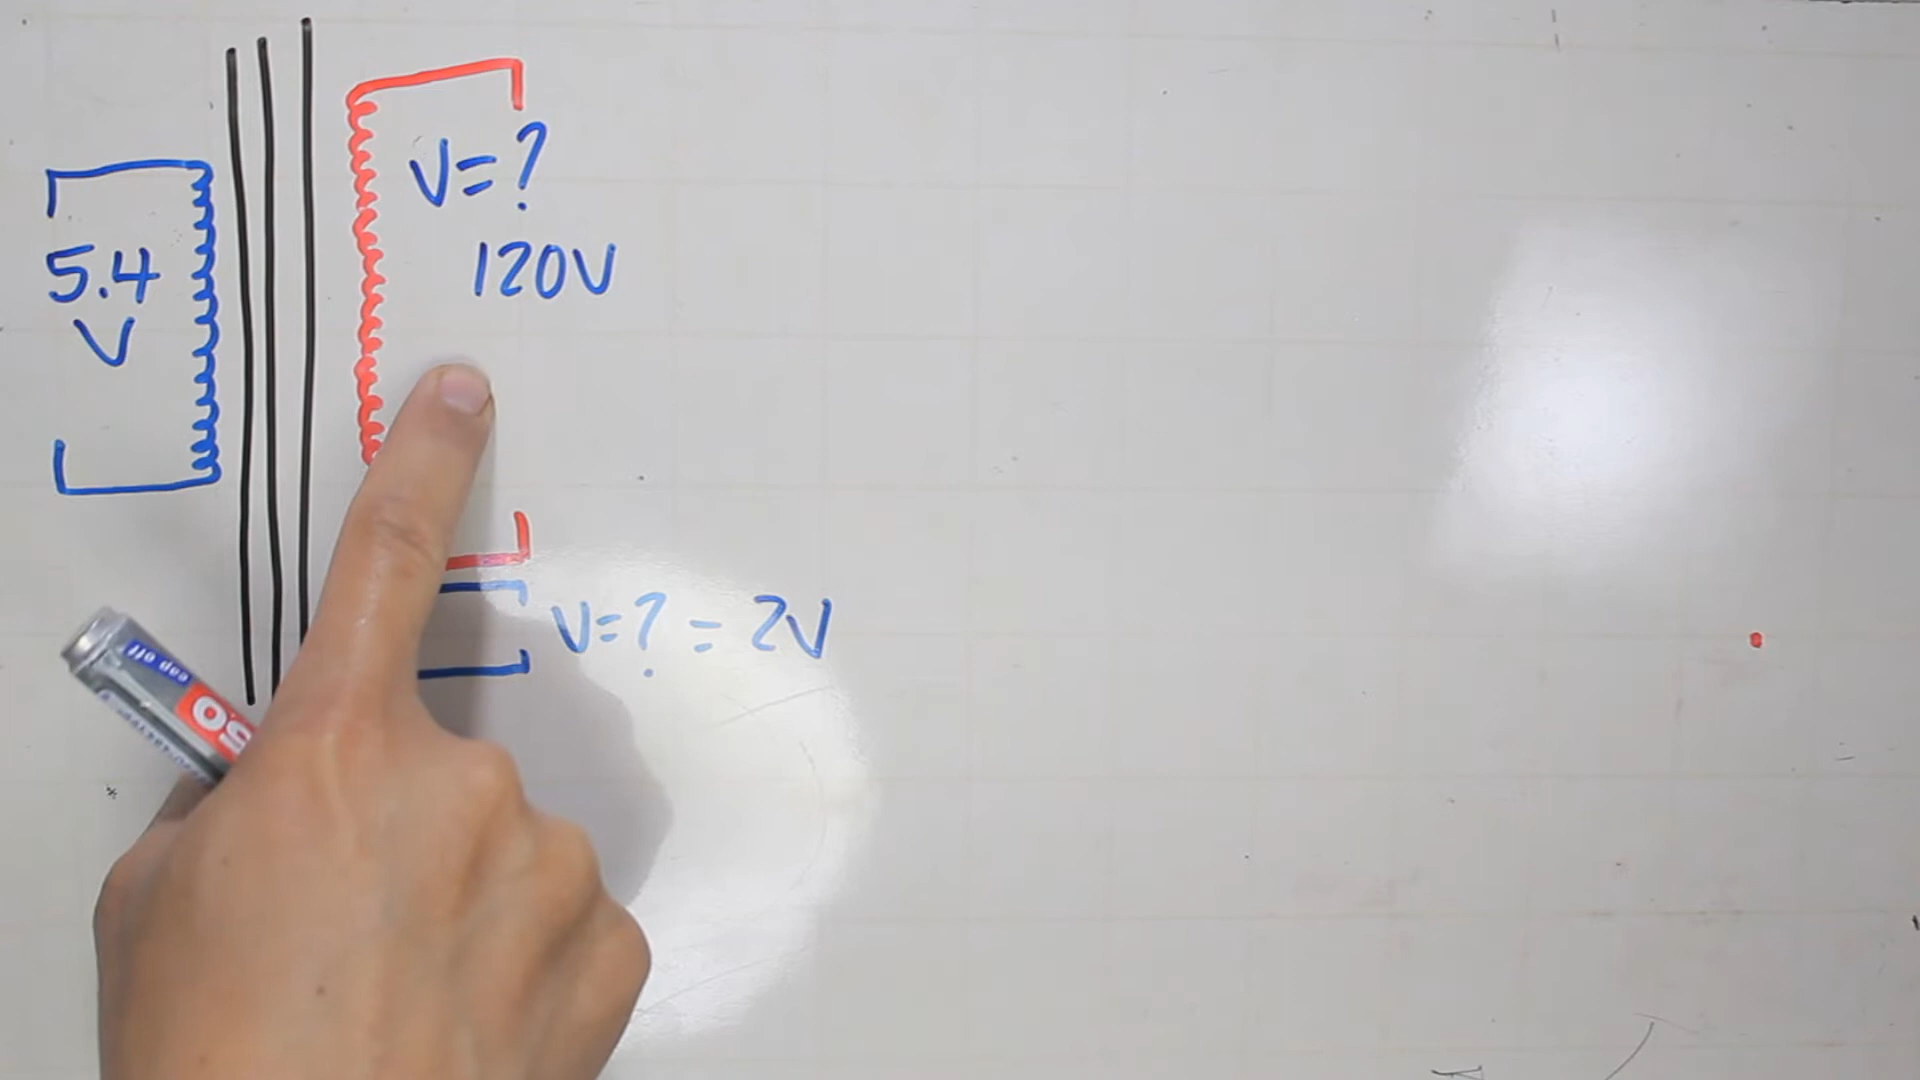 V=?
120V
5.4
V
V=? = 2V
cap off